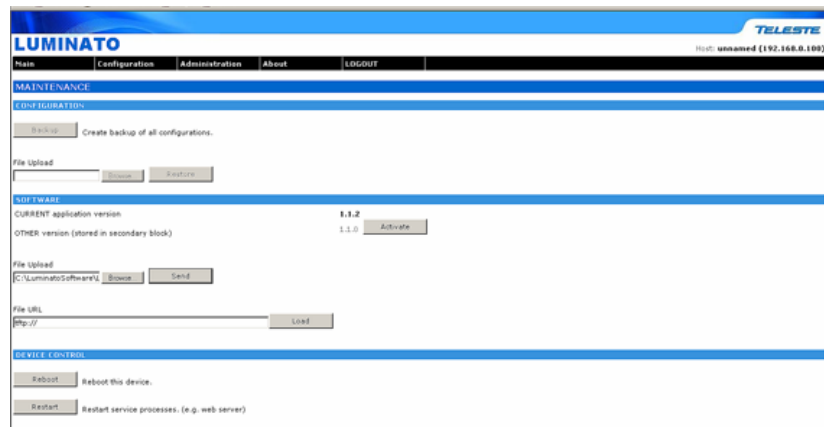 TELESTE
LUMINATO
Host: unnamed (192.168.0.100)
Main Configuration Administration About LOGOUT
MAINTENANCE
CONFIGURATION
Backup Create backup of all configurations.
File Upload
Browse Restore
SOFTWARE
CURRENT application version 1.1.2
OTHER version (stored in secondary block) 1.1.0 Activate
File Upload
C:\LuminatoSoftware\L Browse... Send
File URL
tftp:// Load
DEVICE CONTROL
Reboot Reboot this device.
Restart Restart service processes. (e.g. web server)